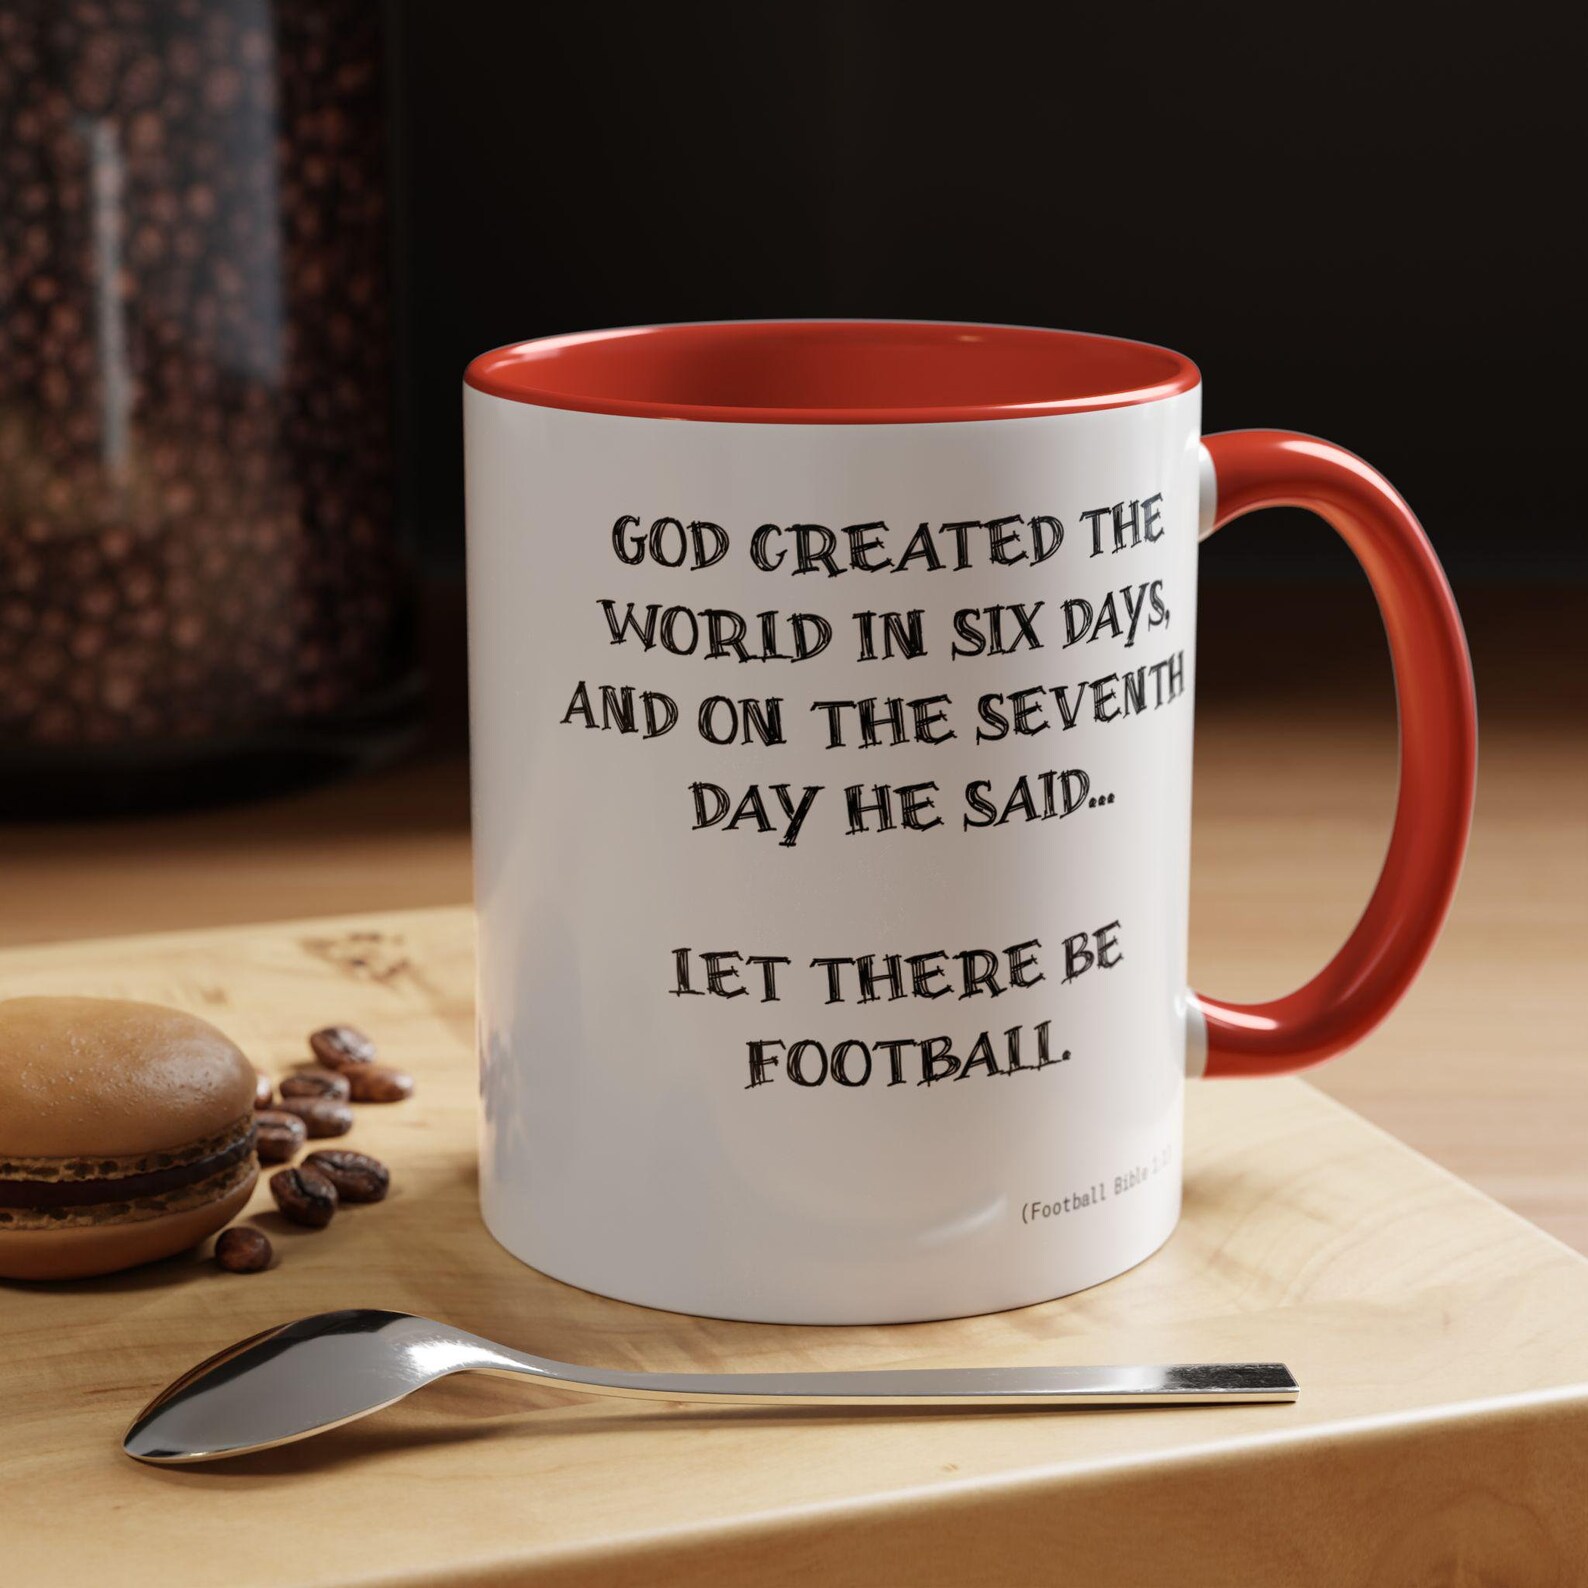 GOD CREATED THE
WORLD IN SIX DAYS,
AND ON THE SEVENTH
DAY HE SAID...
LET THERE BE
FOOTBALL.
(Football Bible